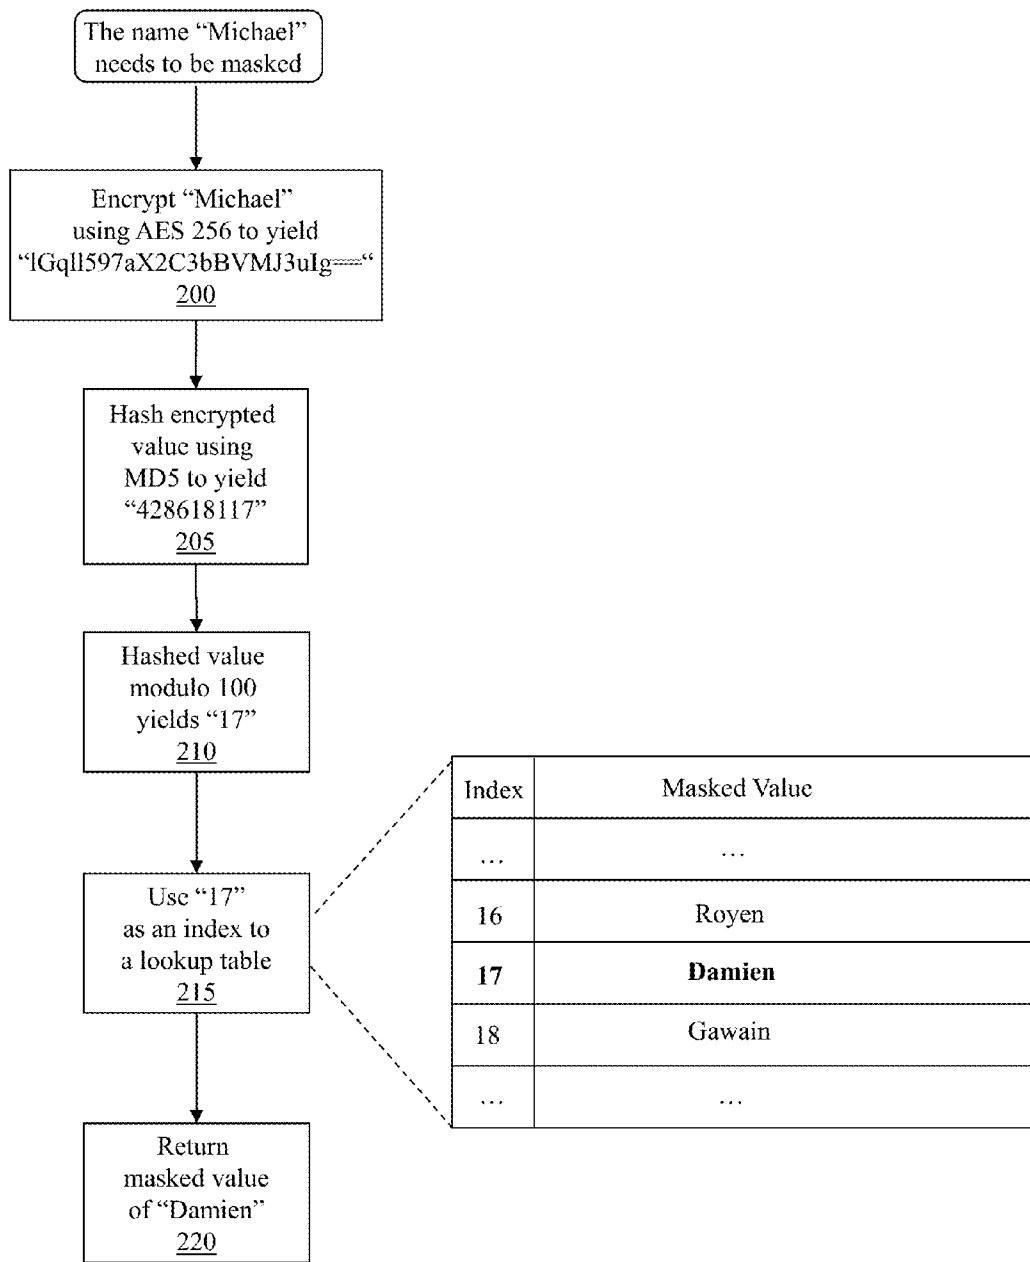 The name “Michael”
needs to be masked
Encrypt “Michael”
using AES 256 to yield
“lGqll597aX2C3bBVMJ3uIg==“
200
Hash encrypted
value using
MD5 to yield
“428618117”
205
Hashed value
modulo 100
yields “17”
210
Use “17”
as an index to
a lookup table
215
Return
masked value
of “Damien”
220
Index Masked Value
... ...
16 Royen
17 Damien
18 Gawain
... ...